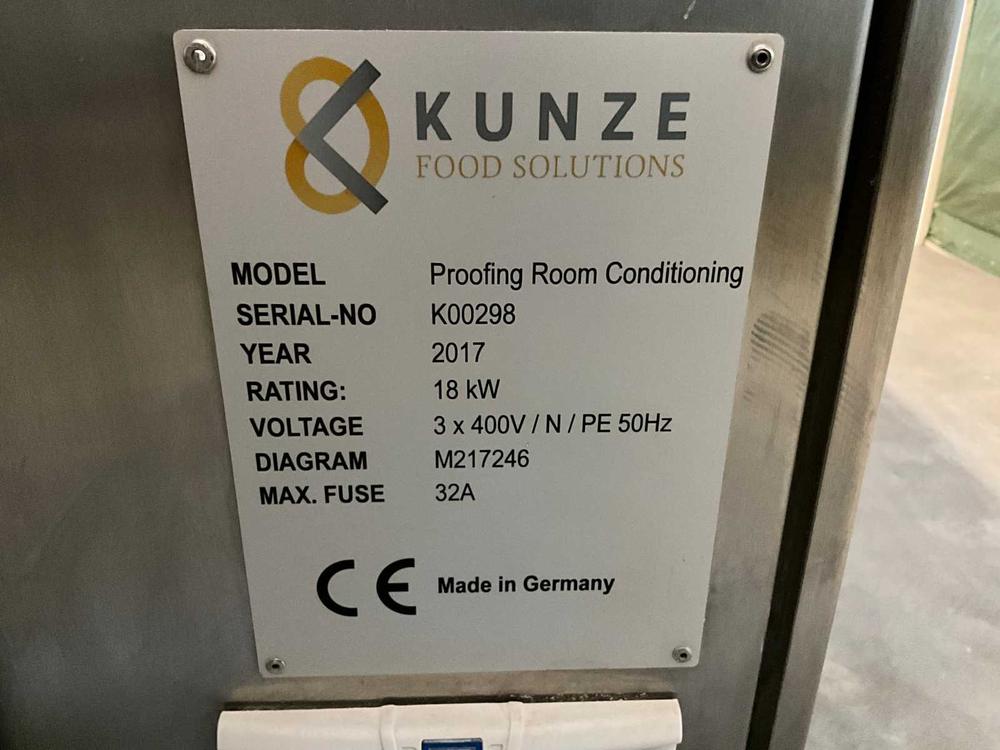 KUNZE
FOOD SOLUTIONS
MODEL Proofing Room Conditioning
SERIAL-NO K00298
YEAR 2017
RATING: 18 kW
VOLTAGE 3 x 400V / N / PE 50Hz
DIAGRAM M217246
MAX. FUSE 32A
CE Made in Germany